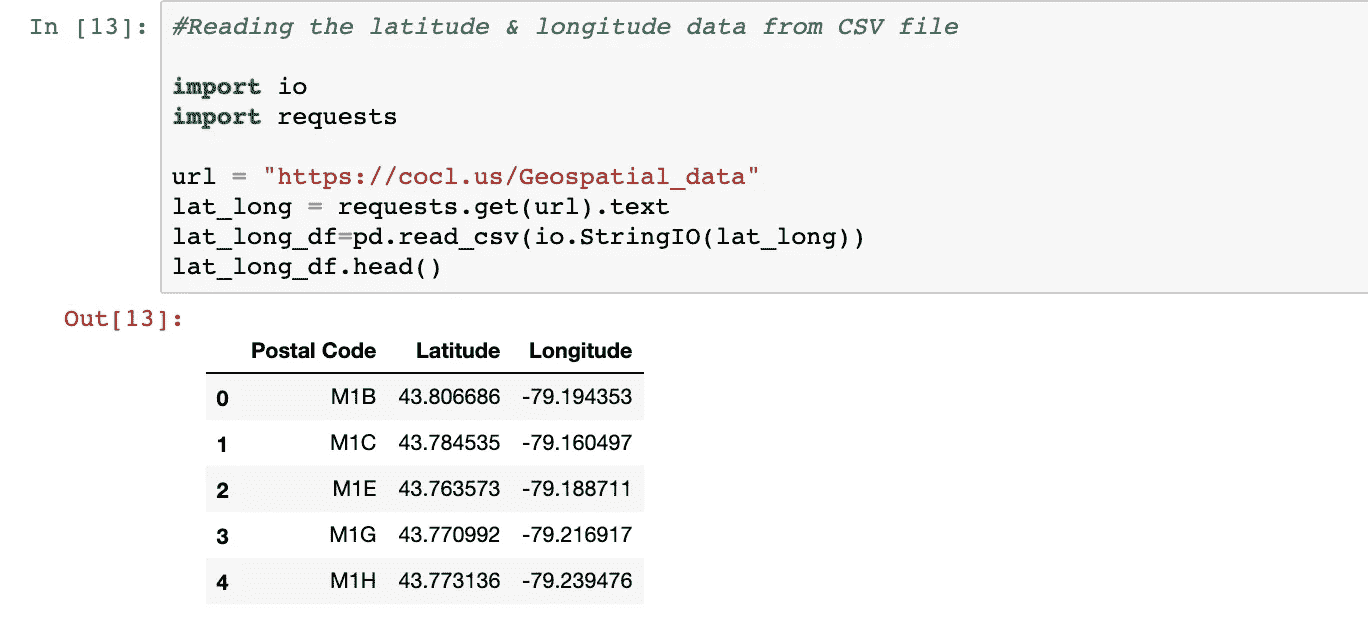 In [13]: #Reading the latitude & longitude data from CSV file
import io
import requests
url = "https://cocl.us/Geospatial_data"
lat_long = requests.get(url).text
lat_long_df=pd.read_csv(io.StringIO(lat_long))
lat_long_df.head()
Out[13]:
Postal Code Latitude Longitude
0 M1B 43.806686 -79.194353
1 M1C 43.784535 -79.160497
2 M1E 43.763573 -79.188711
3 M1G 43.770992 -79.216917
4 M1H 43.773136 -79.239476